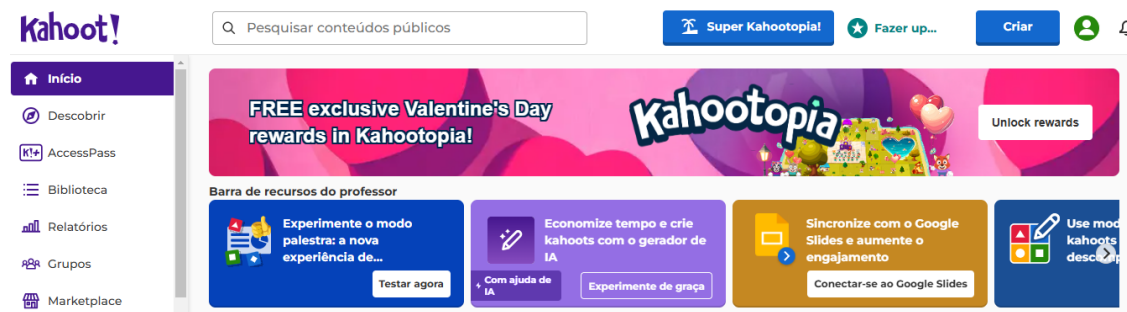 Kahoot!
Pesquisar conteúdos públicos
Super Kahootopia!
Fazer up...
Criar
Início
Descobrir
K!+ AccessPass
Biblioteca
Relatórios
Grupos
Marketplace
FREE exclusive Valentine's Day
rewards in Kahootopia!
Kahootopia
Unlock rewards
Barra de recursos do professor
Experimente o modo
palestra: a nova
experiência de...
Testar agora
Economize tempo e crie
kahoots com o gerador de
IA
Com ajuda de
IA
Experimente de graça
Sincronize com o Google
Slides e aumente o
engajamento
Conectar-se ao Google Slides
Use mod
kahoots